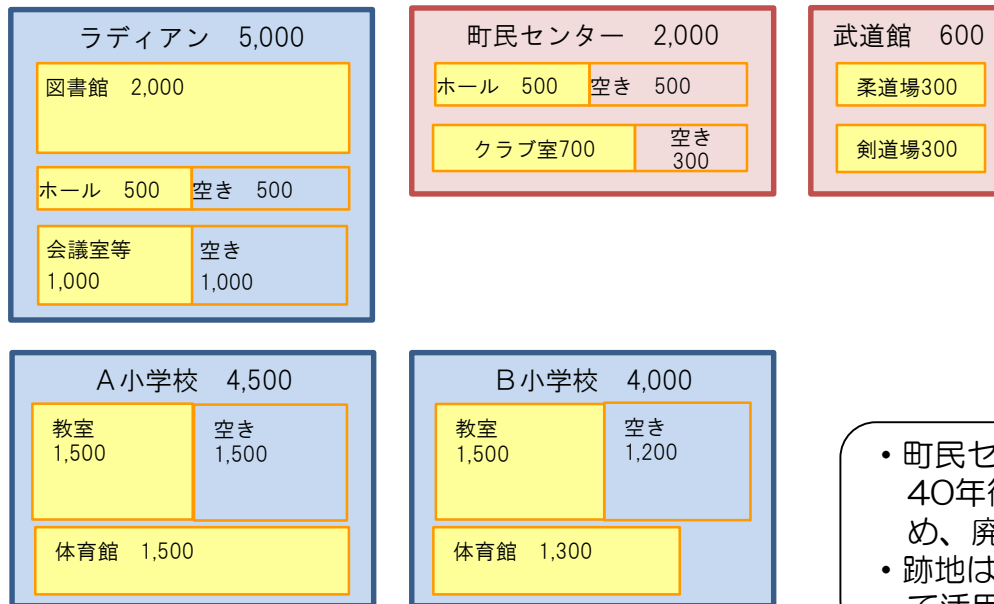 ラディアン 5,000
図書館 2,000
ホール 500
空き 500
会議室等
1,000
空き
1,000
町民センター 2,000
ホール 500
空き 500
クラブ室700
空き
300
武道館 600
柔道場300
剣道場300
A小学校 4,500
教室
1,500
空き
1,500
体育館 1,500
B小学校 4,000
教室
1,500
空き
1,200
体育館 1,300
・町民セ
40年
め、廃
・跡地は